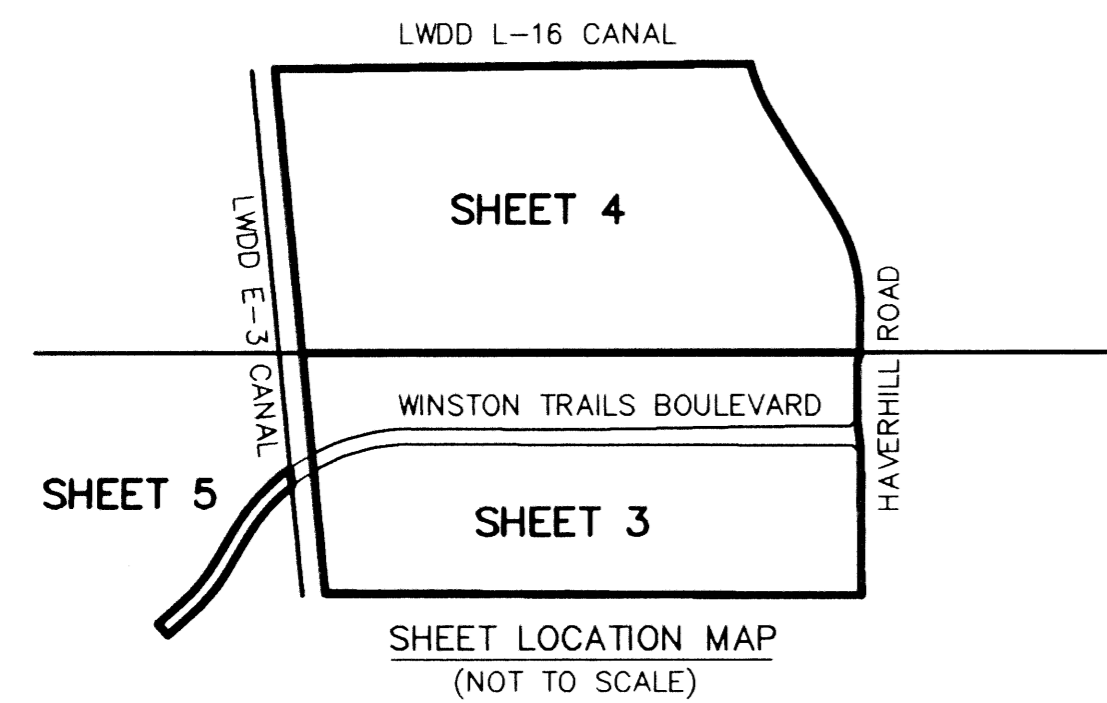 LWDD L-16 CANAL
SHEET 4
LWDD E-3 CANAL
HAVERHILL ROAD
WINSTON TRAILS BOULEVARD
SHEET 5
SHEET 3
SHEET LOCATION MAP
(NOT TO SCALE)